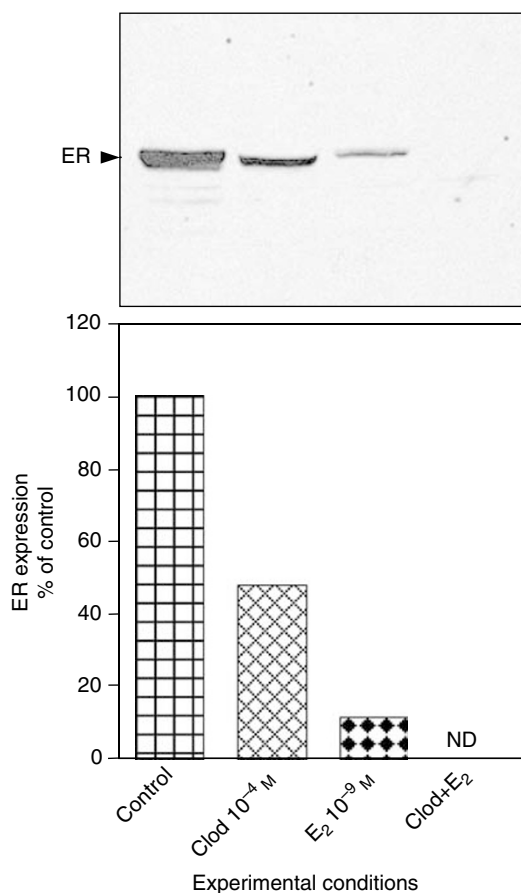 ER
120
100
80
60
40
20
0
ER expression
% of control
ND
Control
Clod 10⁻⁴ M
E₂ 10⁻⁹ M
Clod+E₂
Experimental conditions